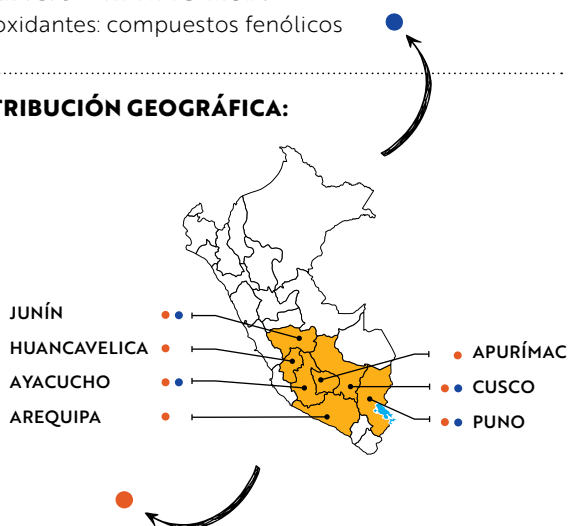 oxidantes: compuestos fenólicos
TRIBUCIÓN GEOGRÁFICA:
JUNÍN
HUANCAVELICA
AYACUCHO
AREQUIPA
APURÍMAC
CUSCO
PUNO